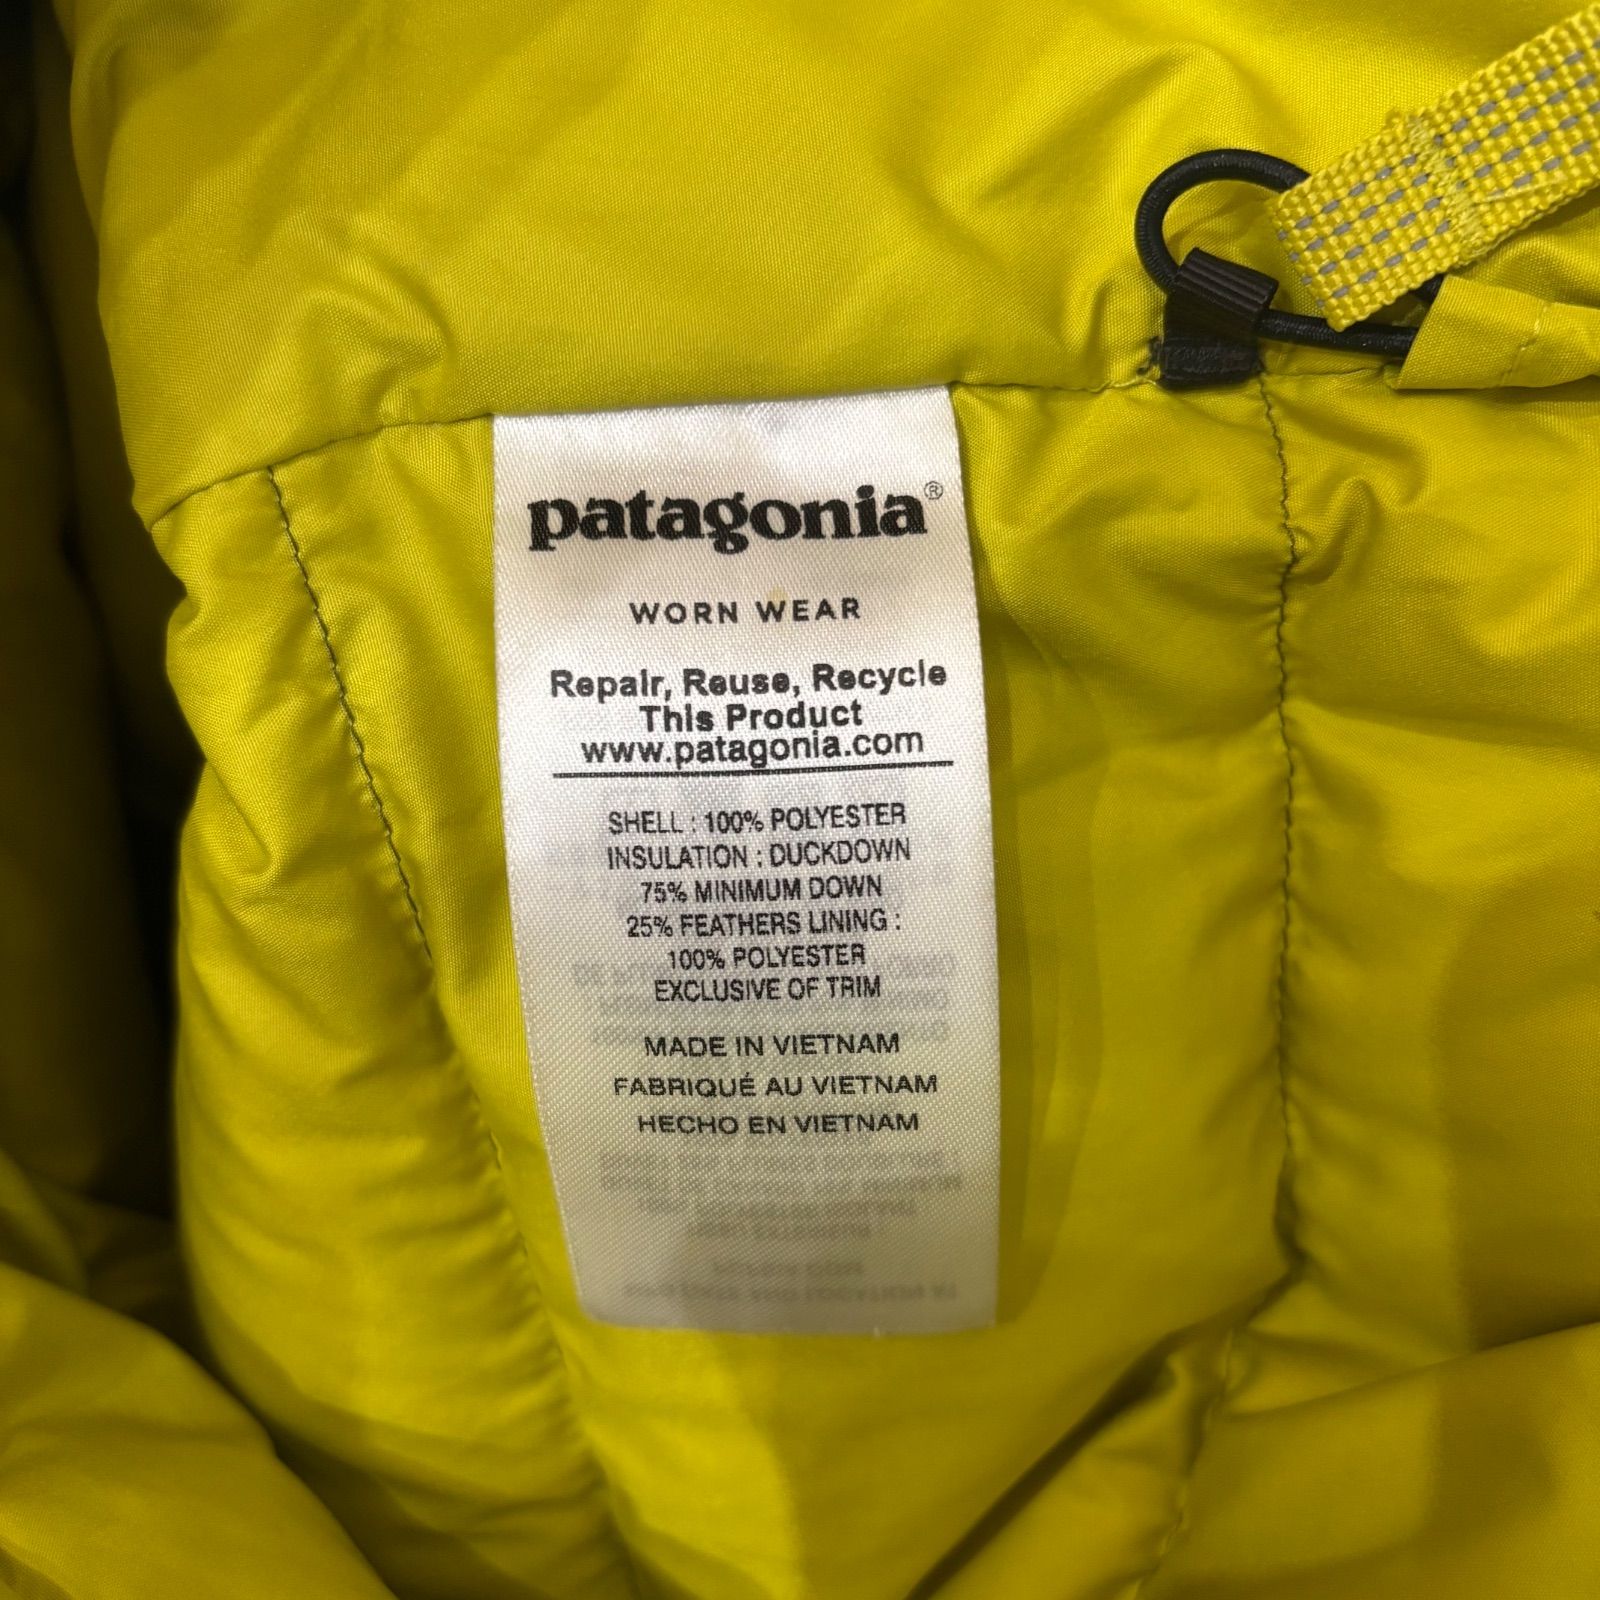 patagonia®
WORN WEAR
Repair, Reuse, Recycle
This Product
www.patagonia.com
SHELL : 100% POLYESTER
INSULATION : DUCKDOWN
75% MINIMUM DOWN
25% FEATHERS LINING :
100% POLYESTER
EXCLUSIVE OF TRIM
MADE IN VIETNAM
FABRIQUÉ AU VIETNAM
HECHO EN VIETNAM